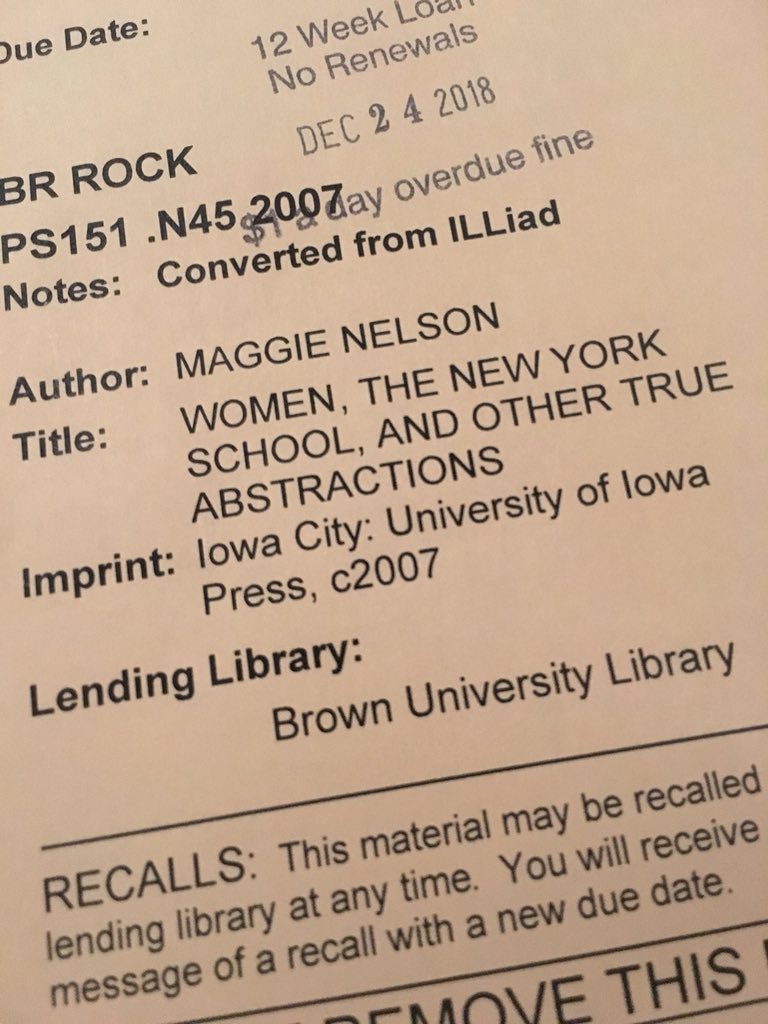 Due Date:
12 Week Loan
No Renewals
DEC 24 2018
BR ROCK
PS151 .N45 2007
$1 a day overdue fine
Notes: Converted from ILLiad
Author: MAGGIE NELSON
Title: WOMEN, THE NEW YORK
SCHOOL, AND OTHER TRUE
ABSTRACTIONS
Imprint: Iowa City: University of Iowa
Press, c2007
Lending Library:
Brown University Library
RECALLS: This material may be recalled
lending library at any time. You will receive
message of a recall with a new due date.
REMOVE THIS